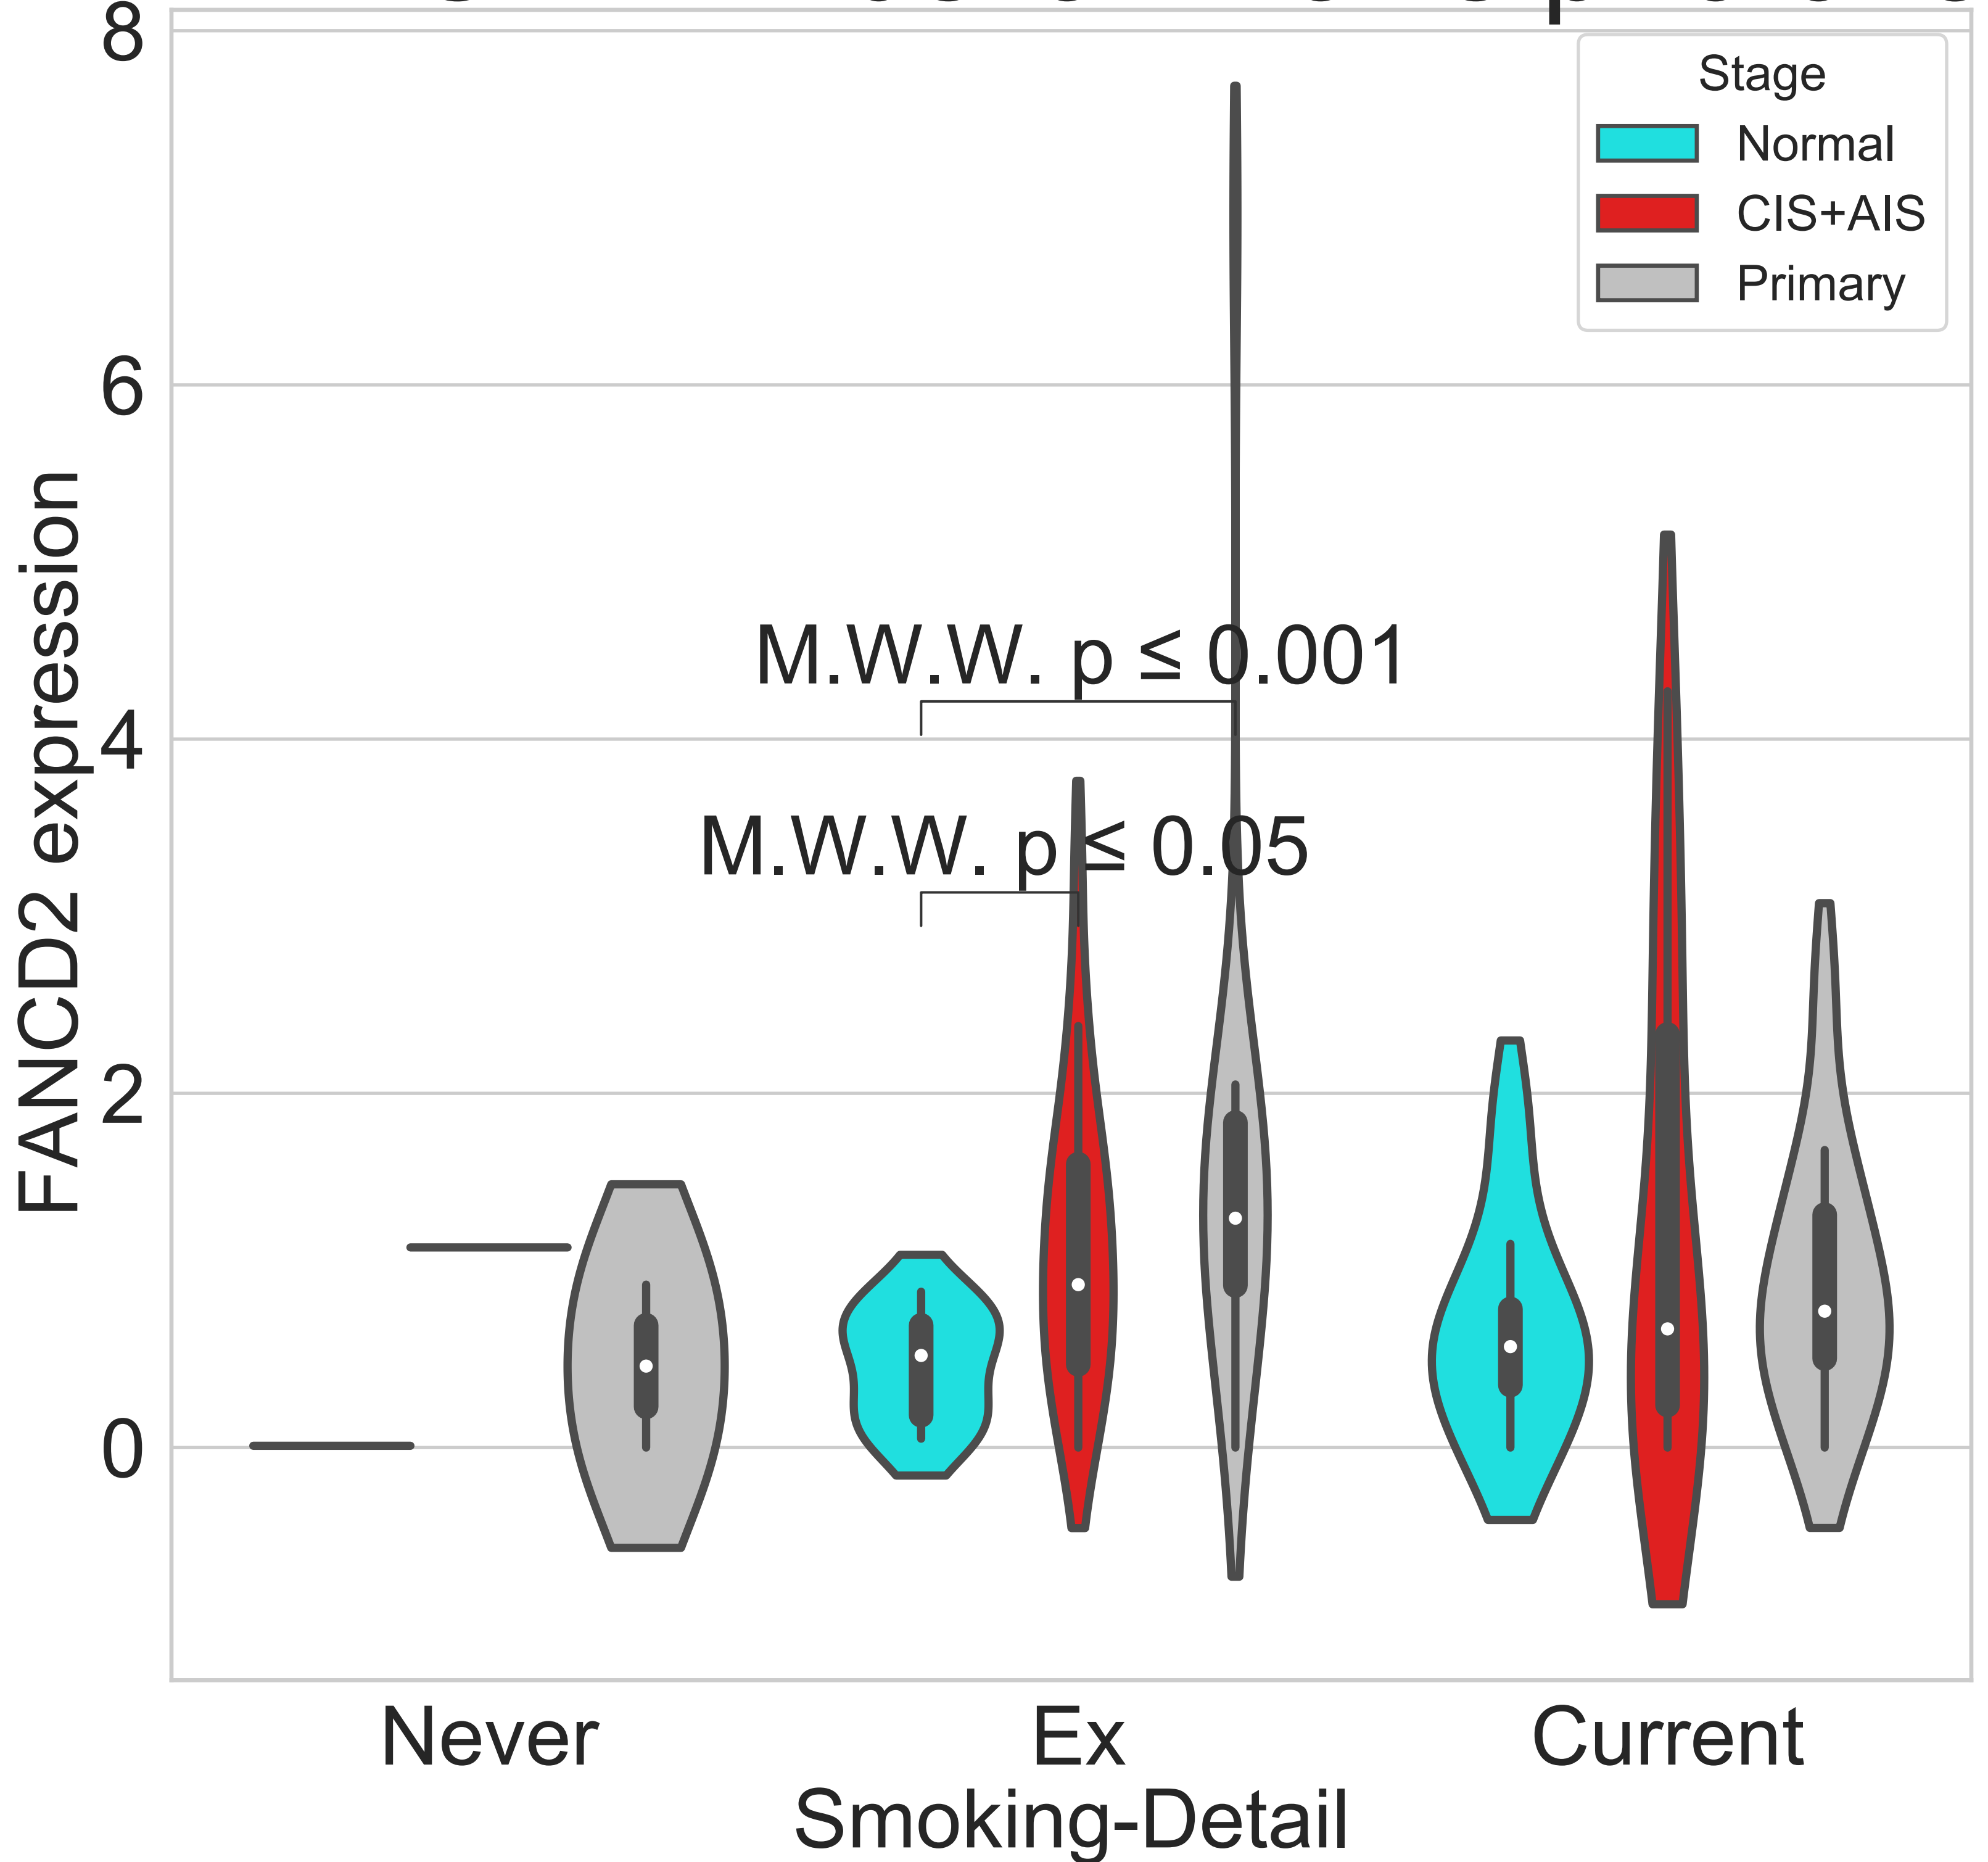 8
6
4
2
0
FANCD2 expression
Stage
Normal
CIS+AIS
Primary
M.W.W. p ≤ 0.001
M.W.W. p ≤ 0.05
Never
Ex
Current
Smoking-Detail